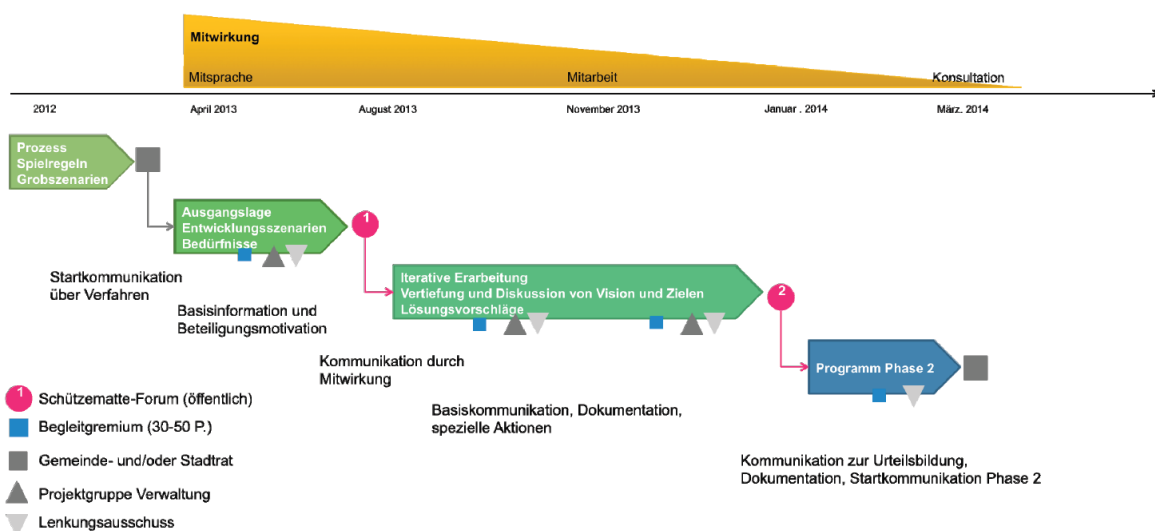 Mitwirkung
Mitsprache
Mitarbeit
Konsultation
2012
April 2013
August 2013
November 2013
Januar . 2014
März. 2014
Prozess
Spielregeln
Grobszenarien
Ausgangslage
Entwicklungsszenarien
Bedürfnisse
1
Startkommunikation
über Verfahren
Basisinformation und
Beteiligungsmotivation
Iterative Erarbeitung
Vertiefung und Diskussion von Vision und Zielen
Lösungsvorschläge
2
Kommunikation durch
Mitwirkung
Basiskommunikation, Dokumentation,
spezielle Aktionen
Programm Phase 2
Kommunikation zur Urteilsbildung,
Dokumentation, Startkommunikation Phase 2
1
Schützematte-Forum (öffentlich)
Begleitgremium (30-50 P.)
Gemeinde- und/oder Stadtrat
Projektgruppe Verwaltung
Lenkungsausschuss